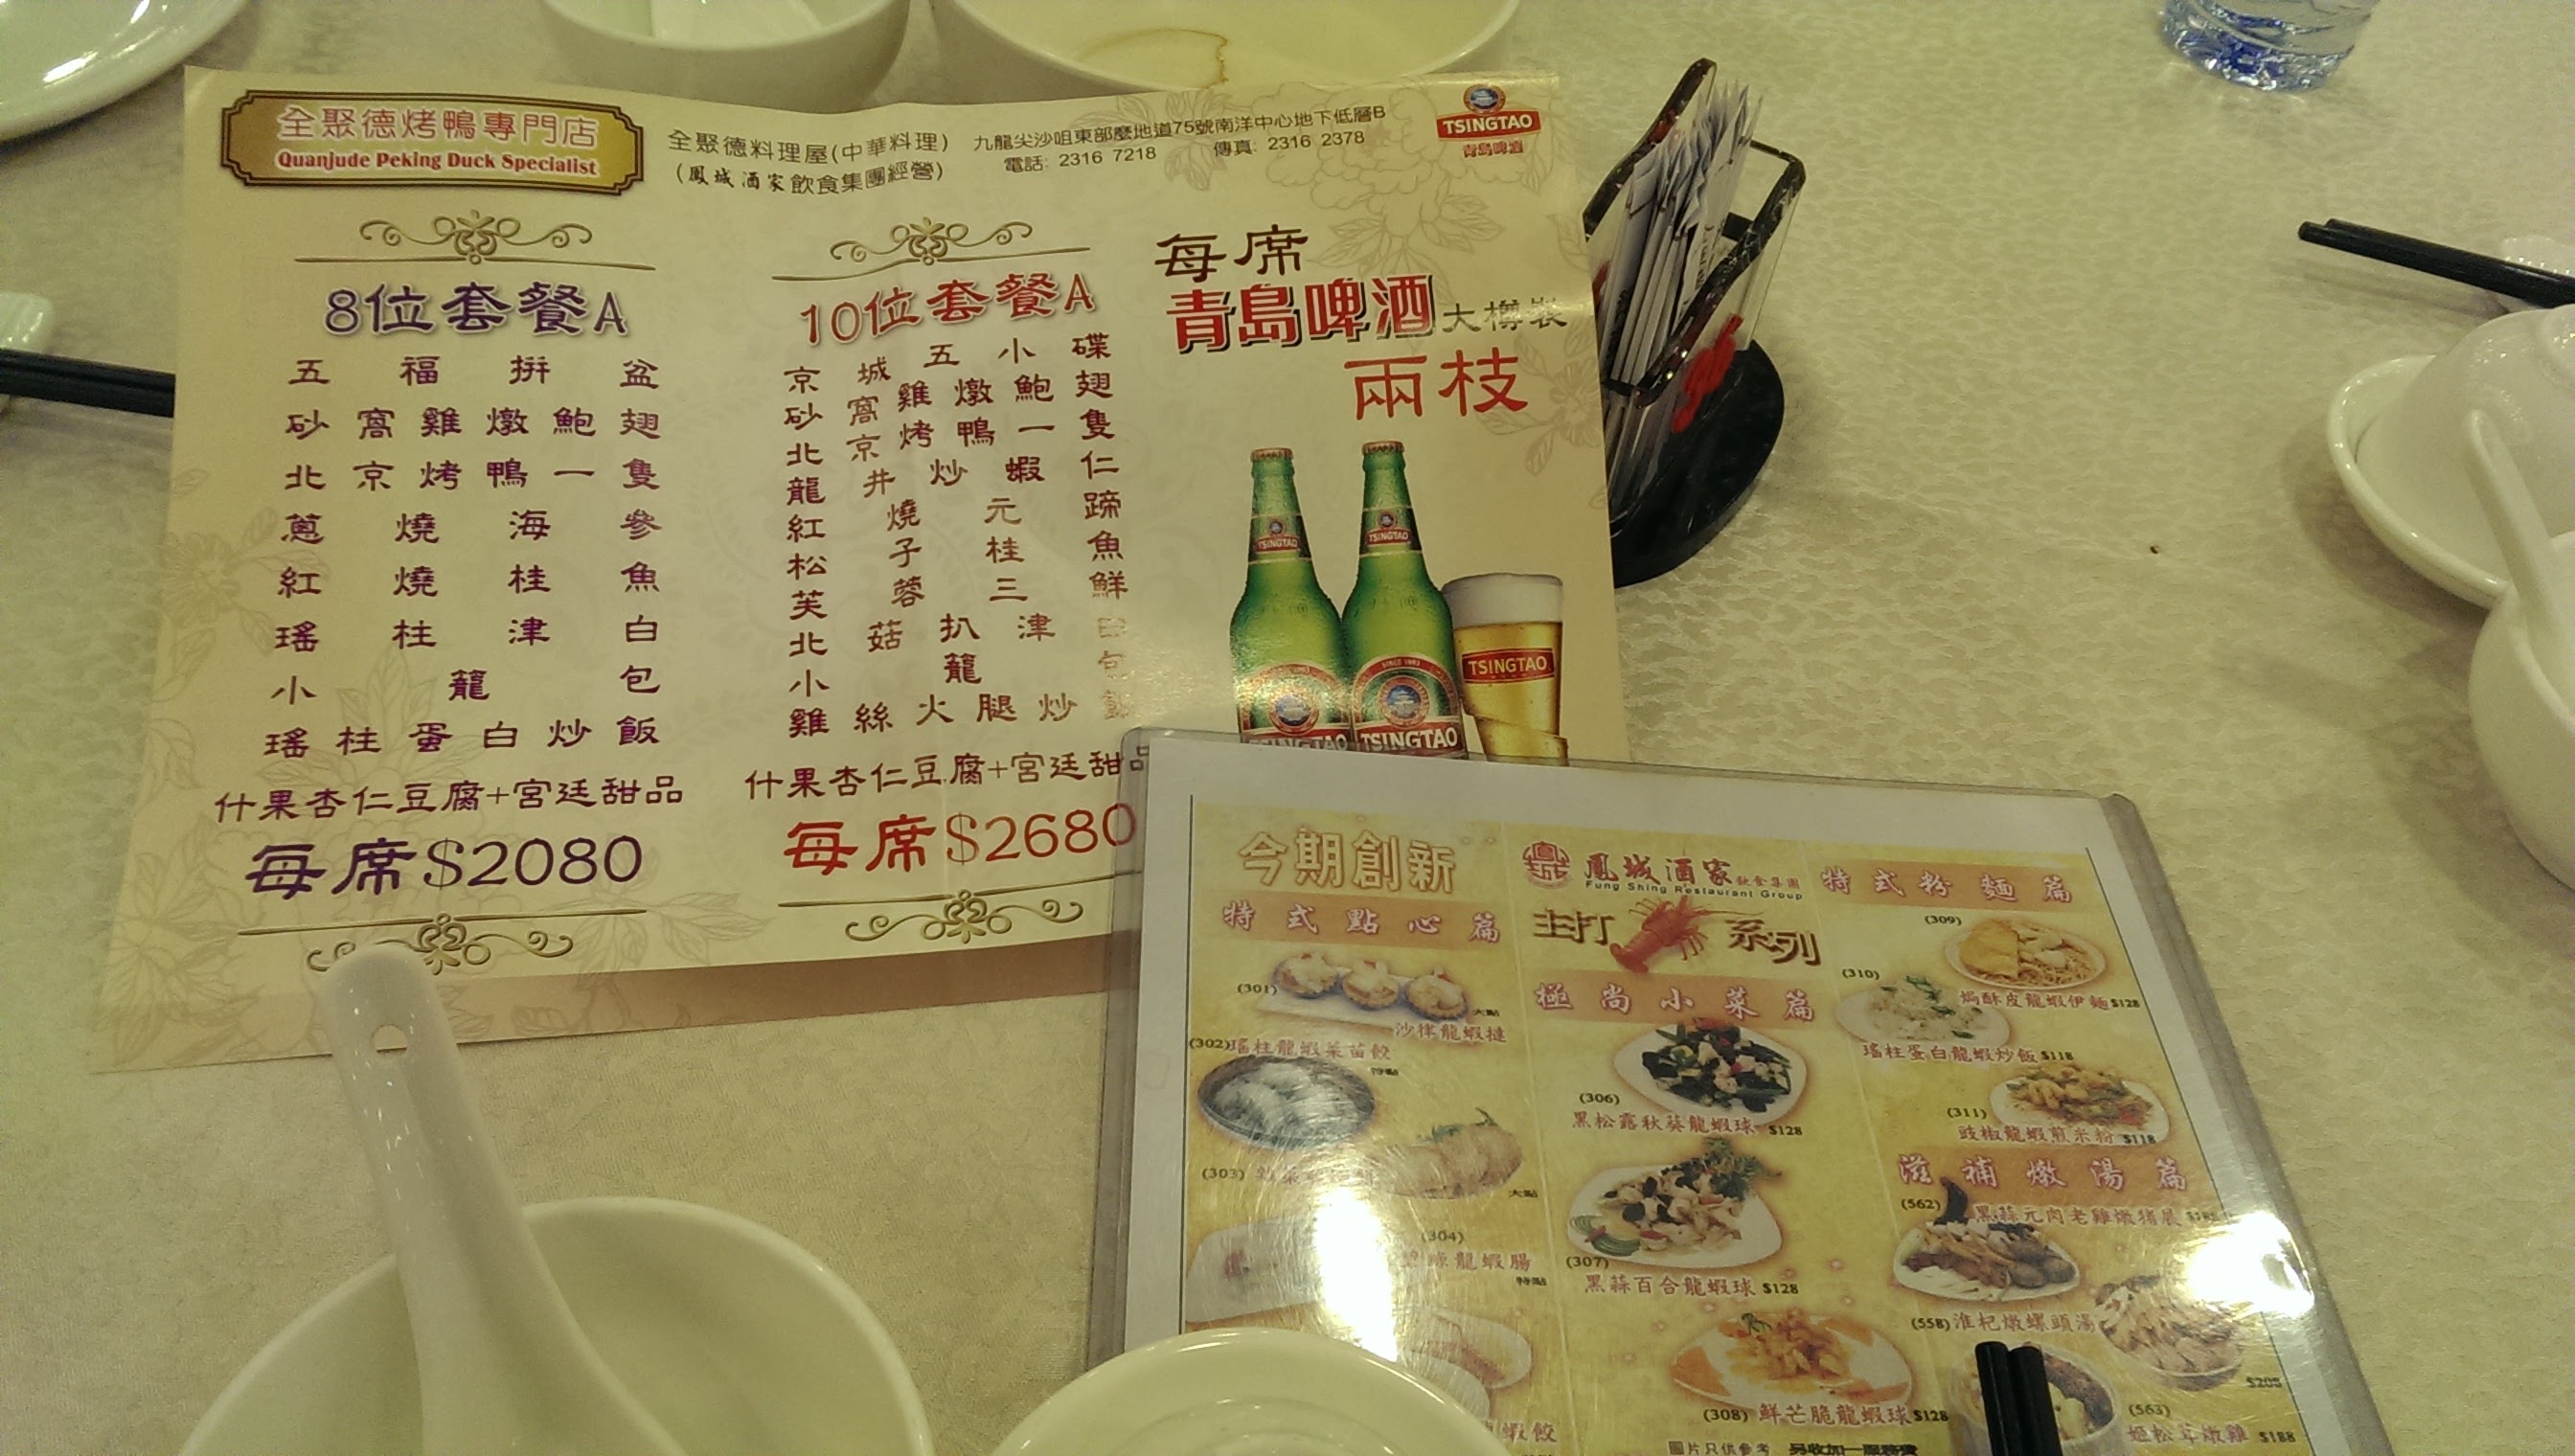 全聚德烤鴨專門店
Quanjude Peking Duck Specialist
全聚德料理屋(中華料理)
(鳳城酒家飲食集團經營)
九龍尖沙咀東部麼地道75號南洋中心地下低層B
電話: 2316 7218 傳真: 2316 2378
TSINGTAO
青島啤酒
8位套餐A
五福拼盆
砂窩雞燉鮑翅
北京烤鴨一隻
蔥燒海參
紅燒桂魚
瑤柱津白
小籠包
瑤柱蛋白炒飯
什果杏仁豆腐+宮廷甜品
每席$2080
10位套餐A
京城五小碟
砂窩雞燉鮑翅
北京烤鴨一隻
龍井炒蝦仁
紅燒元蹄
松子桂魚
芙蓉三鮮
北菇扒津白
小籠包
雞絲火腿炒飯
什果杏仁豆腐+宮廷甜品
每席$2680
每席
青島啤酒大樽裝
兩枝
TSINGTAO
TSINGTAO
TSINGTAO
TSINGTAO
TSINGTAO
今期創新
特式點心篇
(301)
大點
沙律龍蝦撻
(302)瑤柱龍蝦菜苗餃
特點
(303)
大點
(304)
龍蝦腸
特點
蝦餃
鳳城酒家飲食集團
Fung Shing Restaurant Group
主打系列
極尚小菜篇
(306)
黑松露秋葵龍蝦球 $128
(307)
黑蒜百合龍蝦球 $128
(308) 鮮芒脆龍蝦球 $128
圖片只供參考 另收加一服務費
特式粉麵篇
(309)
焗酥皮龍蝦伊麵 $128
(310)
瑤柱蛋白龍蝦炒飯 $118
(311)
豉椒龍蝦煎米粉 $118
滋補燉湯篇
(562)
黑蒜元肉老雞燉豬𦟌
(558) 淮杞燉螺頭湯
$208
(563)
姬松茸燉雞 $188